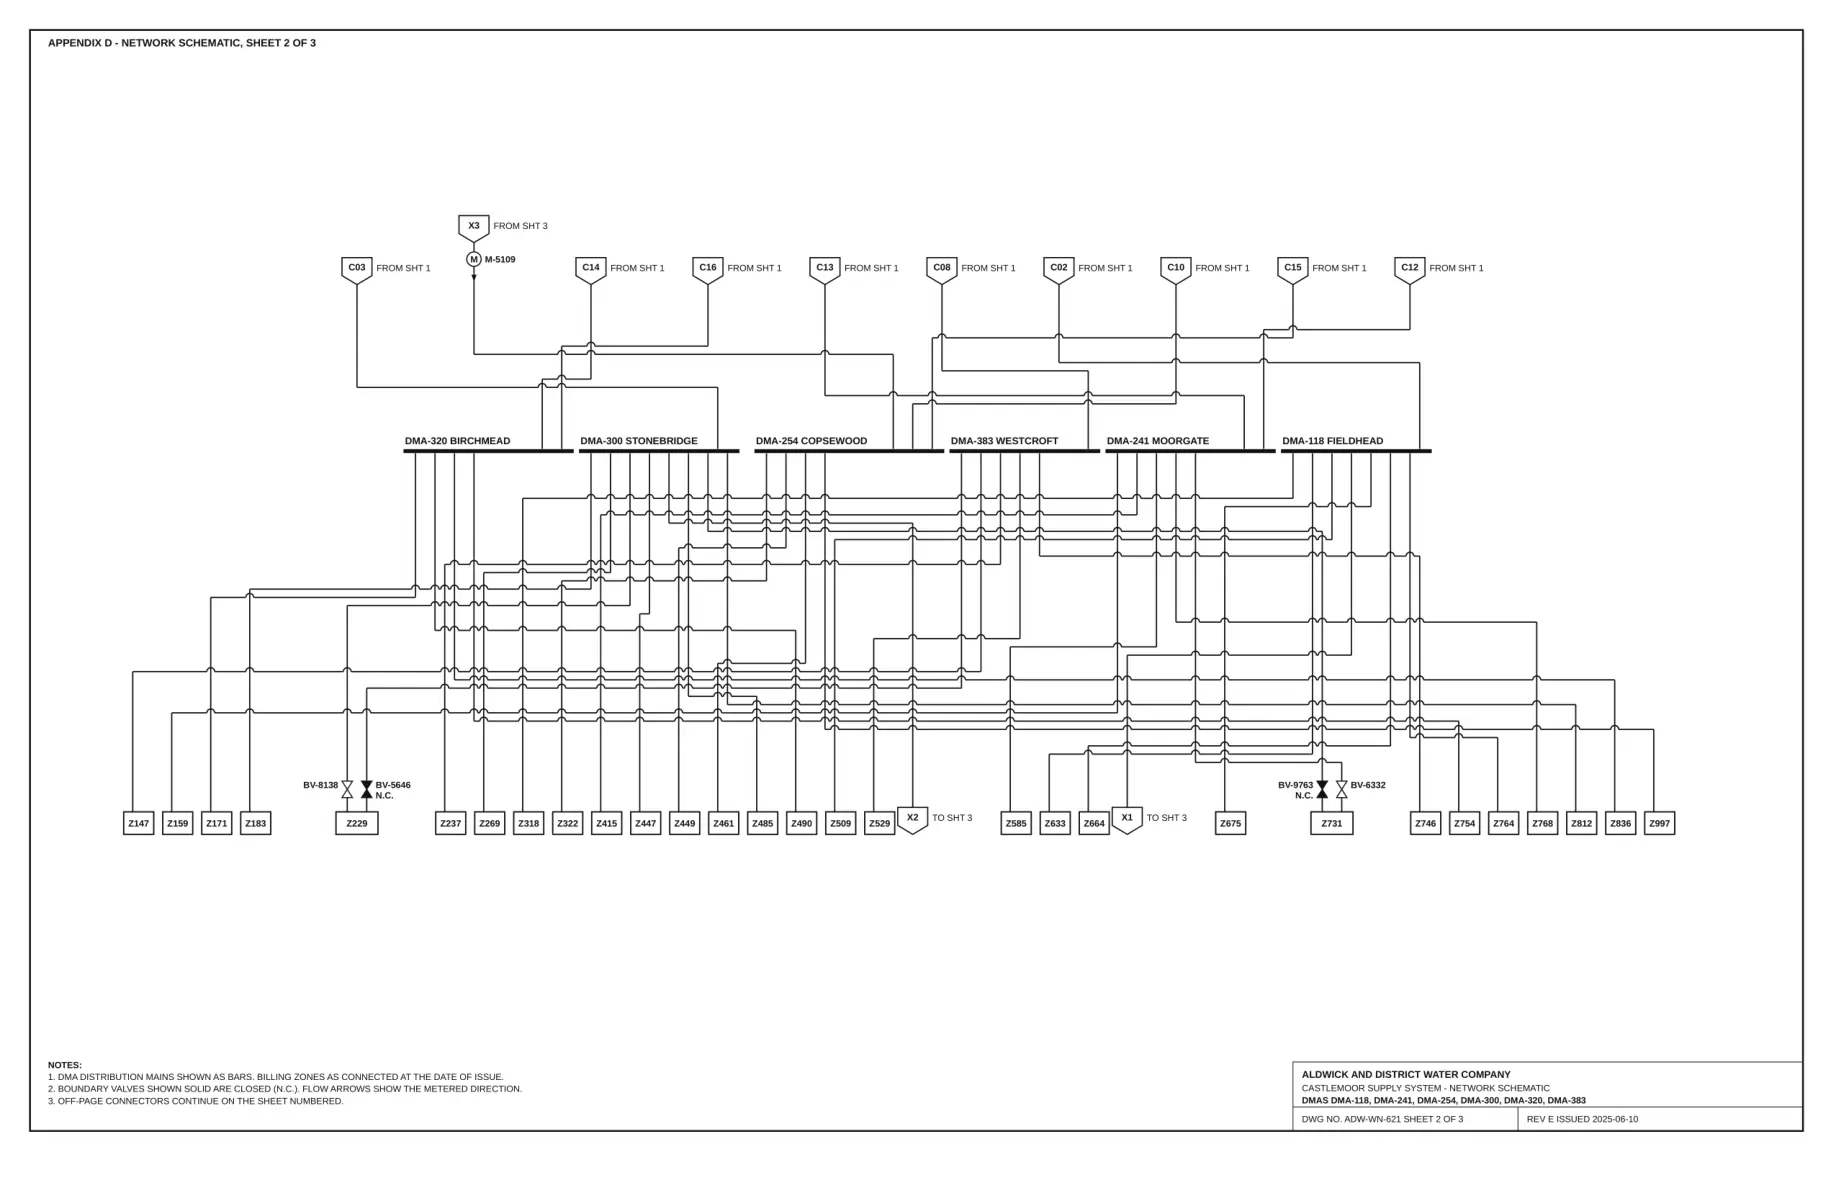 APPENDIX D - NETWORK SCHEMATIC, SHEET 2 OF 3
X3 FROM SHT 3
M M-5109
C03 FROM SHT 1
C14 FROM SHT 1
C16 FROM SHT 1
C13 FROM SHT 1
C08 FROM SHT 1
C02 FROM SHT 1
C10 FROM SHT 1
C15 FROM SHT 1
C12 FROM SHT 1
DMA-320 BIRCHMEAD
DMA-300 STONEBRIDGE
DMA-254 COPSEWOOD
DMA-383 WESTCROFT
DMA-241 MOORGATE
DMA-118 FIELDHEAD
BV-8138
BV-5646
N.C.
BV-9763
N.C.
BV-6332
Z147
Z159
Z171
Z183
Z229
Z237
Z269
Z318
Z322
Z415
Z447
Z449
Z461
Z485
Z490
Z509
Z529
X2 TO SHT 3
Z585
Z633
Z664
X1 TO SHT 3
Z675
Z731
Z746
Z754
Z764
Z768
Z812
Z836
Z997
NOTES:
1. DMA DISTRIBUTION MAINS SHOWN AS BARS. BILLING ZONES AS CONNECTED AT THE DATE OF ISSUE.
2. BOUNDARY VALVES SHOWN SOLID ARE CLOSED (N.C.). FLOW ARROWS SHOW THE METERED DIRECTION.
3. OFF-PAGE CONNECTORS CONTINUE ON THE SHEET NUMBERED.
ALDWICK AND DISTRICT WATER COMPANY
CASTLEMOOR SUPPLY SYSTEM - NETWORK SCHEMATIC
DMAS DMA-118, DMA-241, DMA-254, DMA-300, DMA-320, DMA-383
DWG NO. ADW-WN-621 SHEET 2 OF 3
REV E ISSUED 2025-06-10